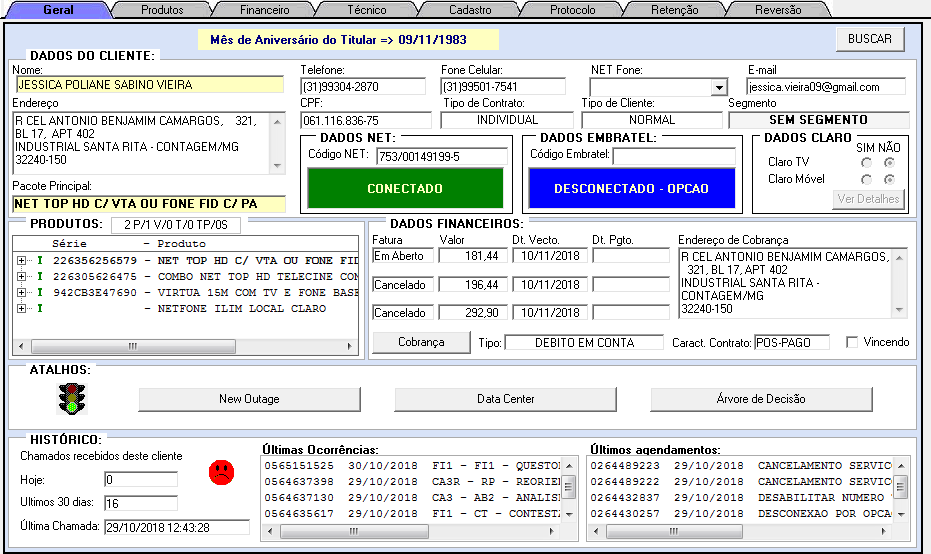 Geral Produtos Financeiro Técnico Cadastro Protocolo Retenção Reversão
Mês de Aniversário do Titular => 09/11/1983
BUSCAR
DADOS DO CLIENTE:
Nome:
JESSICA POLIANE SABINO VIEIRA
Telefone:
(31)99304-2870
Fone Celular:
(31)99501-7541
NET Fone:
E-mail
jessica.vieira09@gmail.com
Endereço
R CEL ANTONIO BENJAMIM CAMARGOS, 321,
BL 17, APT 402
INDUSTRIAL SANTA RITA - CONTAGEM/MG
32240-150
CPF:
061.116.836-75
Tipo de Contrato:
INDIVIDUAL
Tipo de Cliente:
NORMAL
Segmento
SEM SEGMENTO
Pacote Principal:
NET TOP HD C/ VTA OU FONE FID C/ PA
DADOS NET:
Código NET: 753/00149199-5
CONECTADO
DADOS EMBRATEL:
Código Embratel:
DESCONECTADO - OPCAO
DADOS CLARO
SIM NÃO
Claro TV
Claro Móvel
Ver Detalhes
PRODUTOS: 2 P/1 V/0 T/0 TP/0S
Série - Produto
I 226356256579 - NET TOP HD C/ VTA OU FONE FID
I 226305626475 - COMBO NET TOP HD TELECINE CON
I 942CB3E47690 - VIRTUA 15M COM TV E FONE BASE
I - NETFONE ILIM LOCAL CLARO
DADOS FINANCEIROS:
Fatura Valor Dt. Vecto. Dt. Pgto.
Em Aberto 181,44 10/11/2018
Cancelado 196,44 10/11/2018
Cancelado 292,90 10/11/2018
Endereço de Cobrança
R CEL ANTONIO BENJAMIM CAMARGOS,
321, BL 17, APT 402
INDUSTRIAL SANTA RITA -
CONTAGEM/MG
32240-150
Cobrança Tipo: DEBITO EM CONTA Caract. Contrato: POS-PAGO Vincendo
ATALHOS:
New Outage Data Center Árvore de Decisão
HISTÓRICO:
Chamados recebidos deste cliente
Hoje: 0
Ultimos 30 dias: 16
Última Chamada: 29/10/2018 12:43:28
Últimas Ocorrências:
0565151525 30/10/2018 FI1 - FI1 - QUESTO
0564637398 29/10/2018 CA3R - RP - REORIE
0564637130 29/10/2018 CA3 - AB2 - ANALIS
0564635617 29/10/2018 FI1 - CT - CONTEST
Últimos agendamentos:
0264489223 29/10/2018 CANCELAMENTO SERVIC
0264489222 29/10/2018 CANCELAMENTO SERVIC
0264432837 29/10/2018 DESABILITAR NUMERO
0264430257 29/10/2018 DESCONEXAO POR OPCA